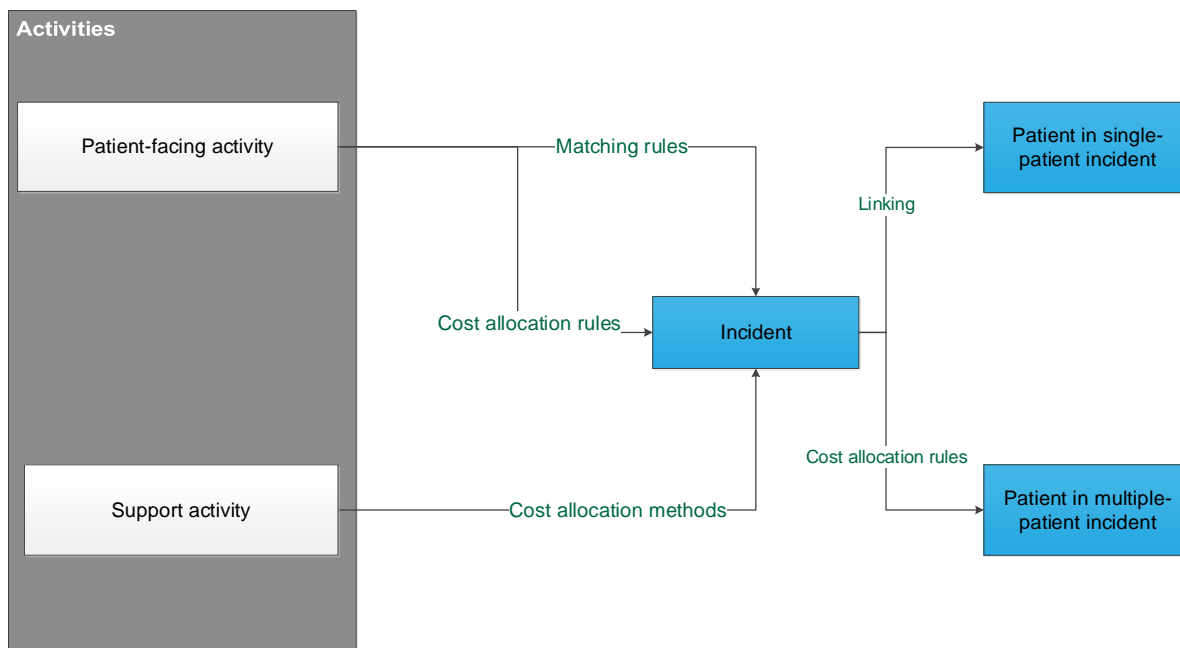 Activities
Patient-facing activity
Matching rules
Patient in single-
patient incident
Linking
Cost allocation rules
Incident
Cost allocation rules
Support activity
Cost allocation methods
Patient in multiple-
patient incident